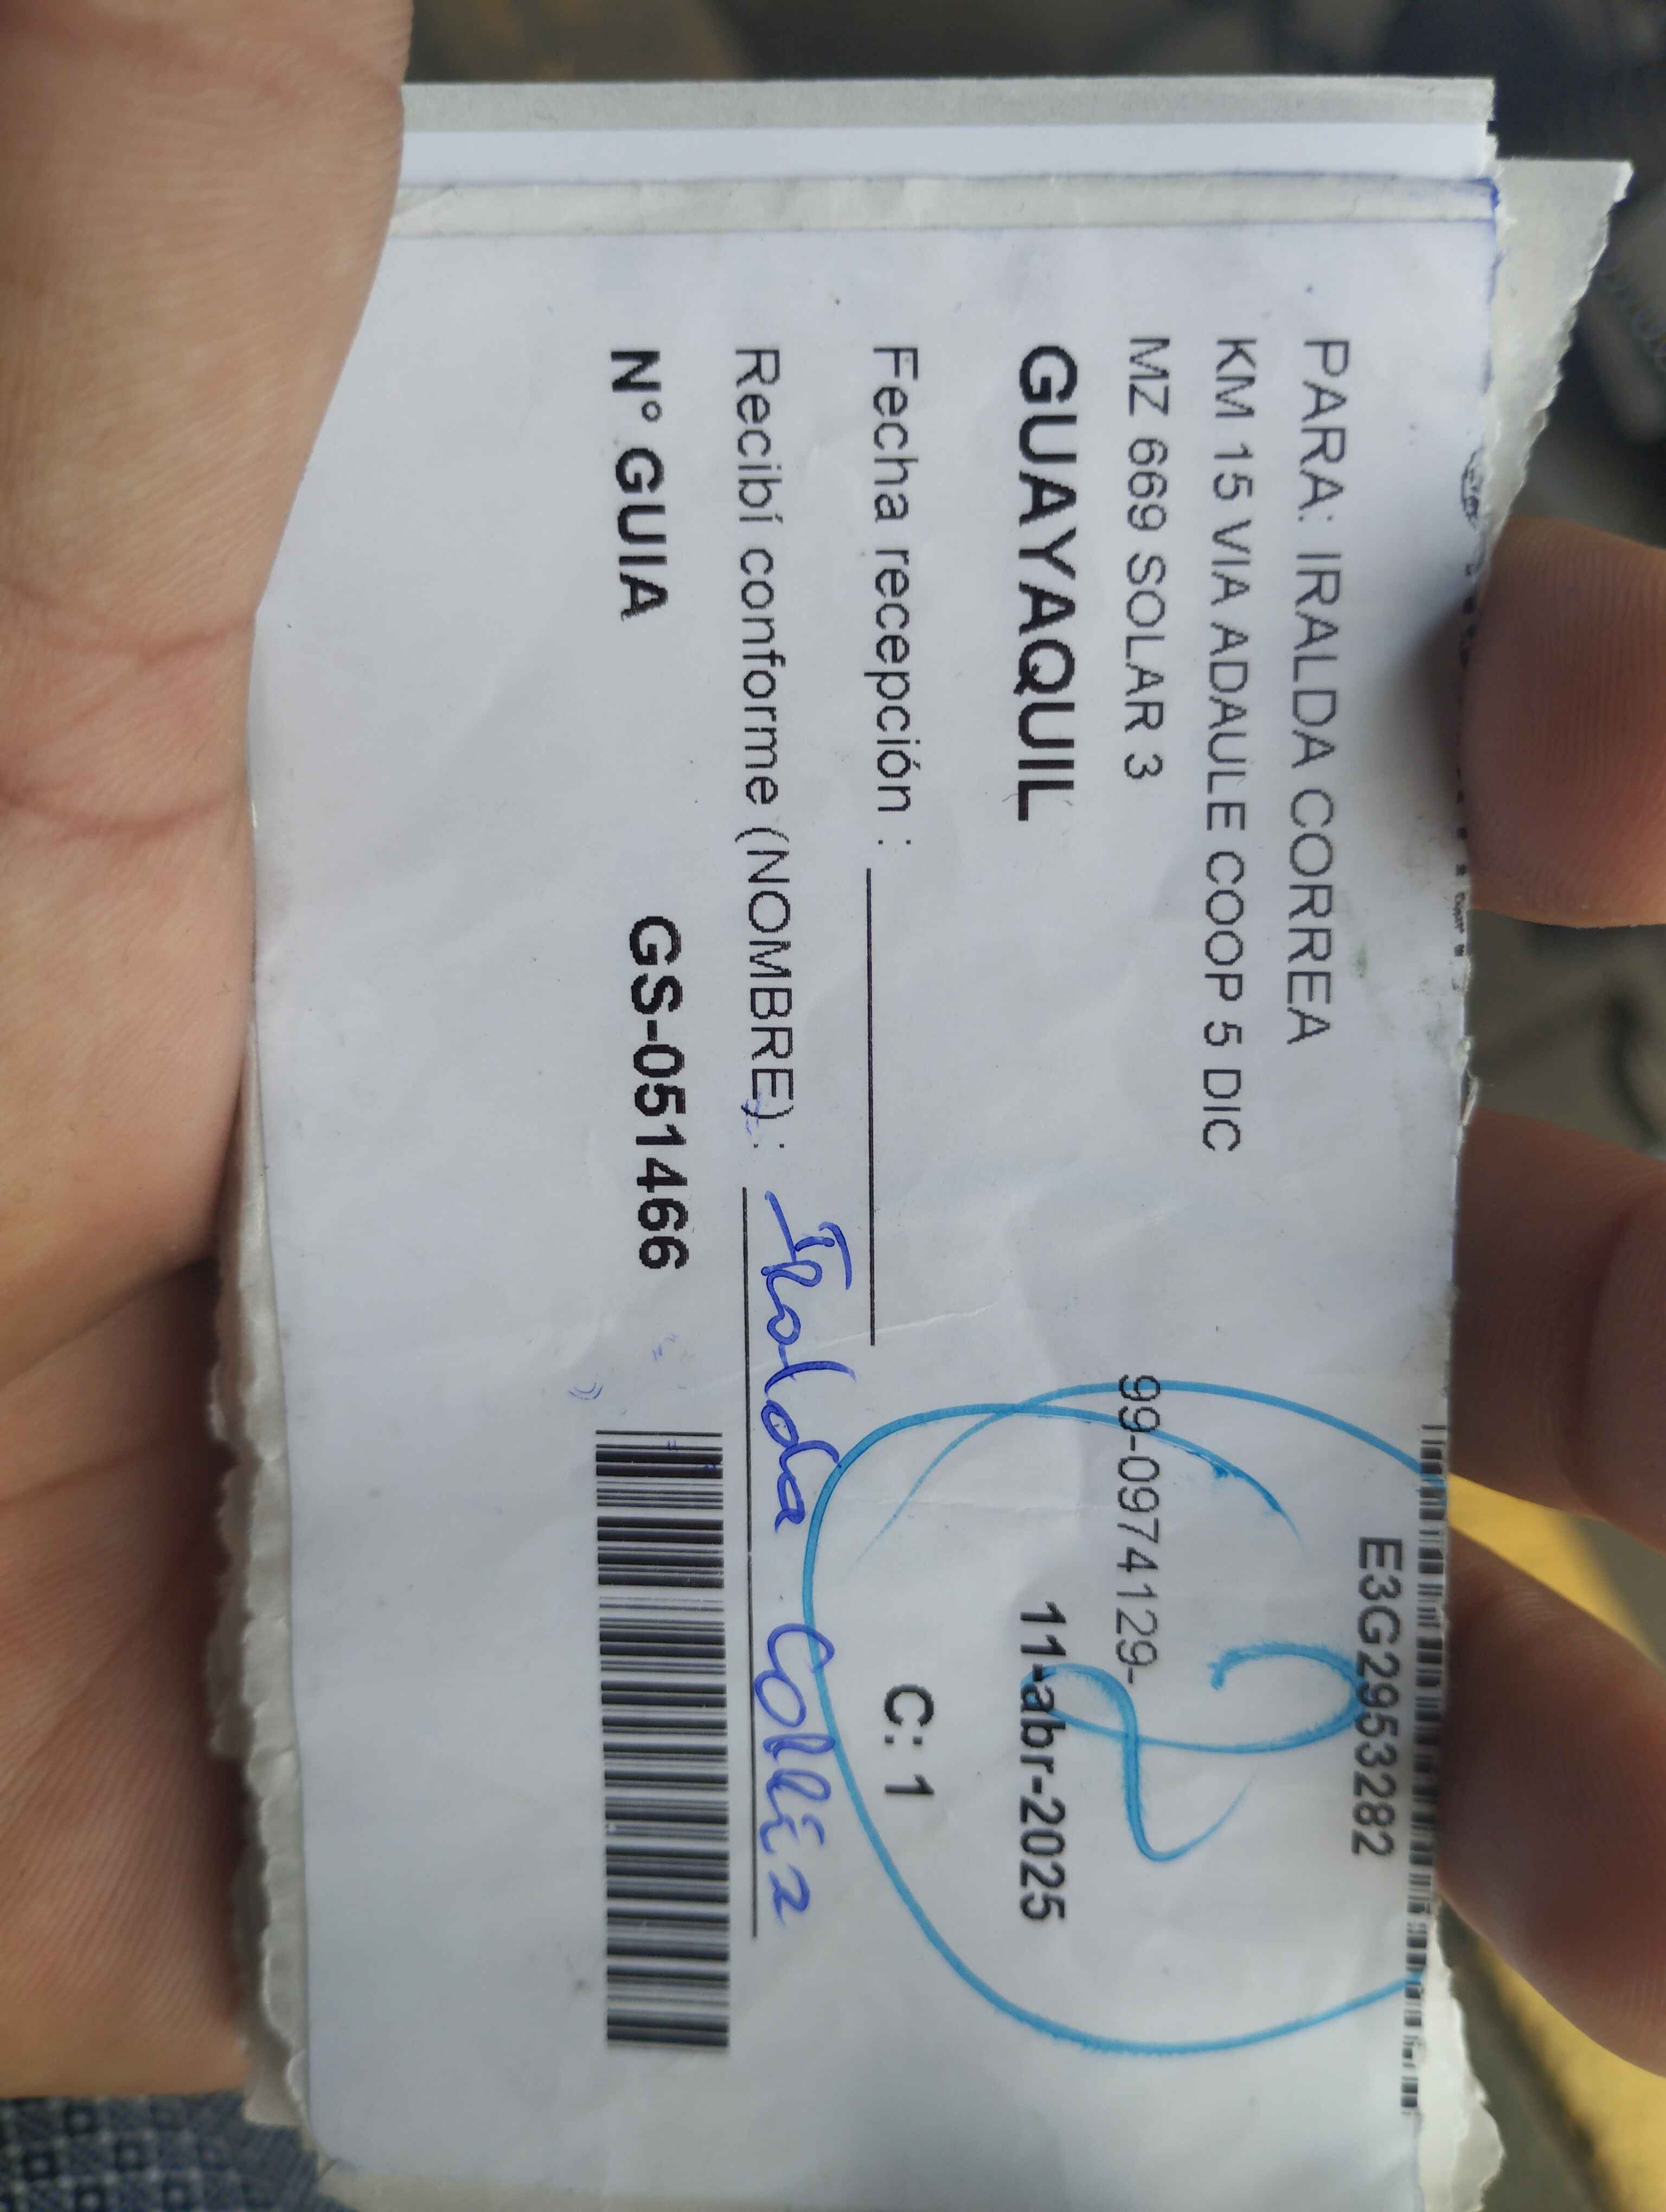 E3G2953282
PARA: IRALDA CORREA
KM 15 VIA ADAULE COOP 5 DIC
MZ 669 SOLAR 3 99-0974129-
GUAYAQUIL 11-abr-2025
Fecha recepción : C: 1
Recibí conforme (NOMBRE) : Iralda
N° GUIA GS-051466